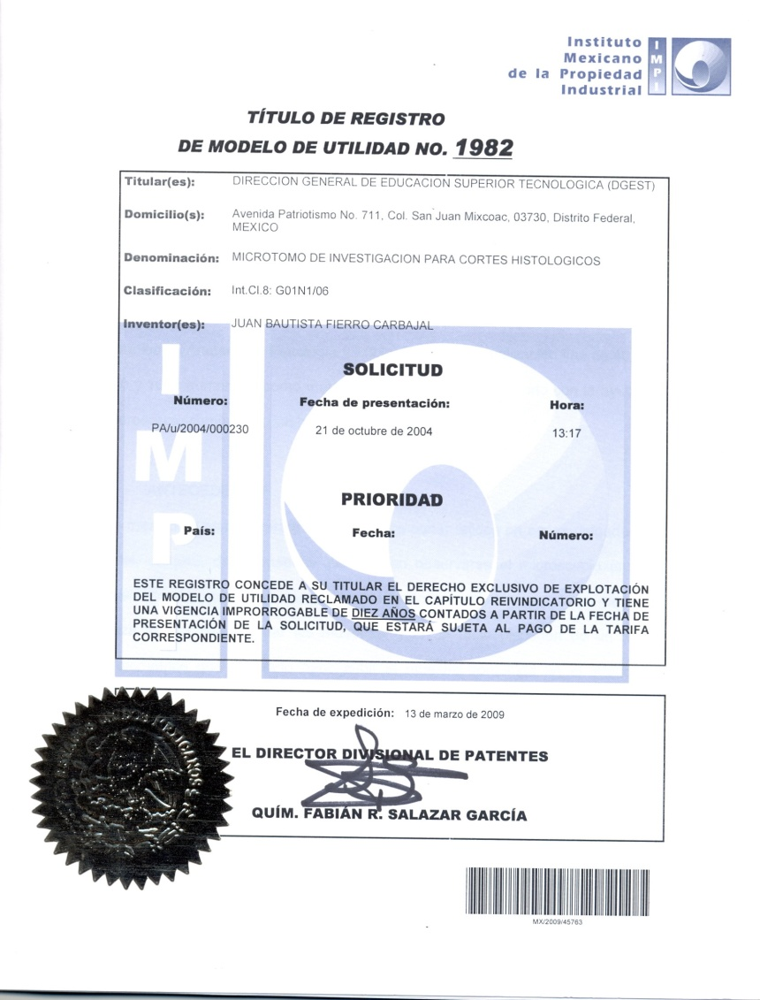 Instituto
Mexicano
de la Propiedad
Industrial
IMPI
TÍTULO DE REGISTRO
DE MODELO DE UTILIDAD NO. 1982
Titular(es): DIRECCION GENERAL DE EDUCACION SUPERIOR TECNOLOGICA (DGEST)
Domicilio(s): Avenida Patriotismo No. 711, Col. San Juan Mixcoac, 03730, Distrito Federal,
MEXICO
Denominación: MICROTOMO DE INVESTIGACION PARA CORTES HISTOLOGICOS
Clasificación: Int.Cl.8: G01N1/06
Inventor(es): JUAN BAUTISTA FIERRO CARBAJAL
IMPI
SOLICITUD
Número: Fecha de presentación: Hora:
PA/u/2004/000230 21 de octubre de 2004 13:17
PRIORIDAD
País: Fecha: Número:
ESTE REGISTRO CONCEDE A SU TITULAR EL DERECHO EXCLUSIVO DE EXPLOTACIÓN
DEL MODELO DE UTILIDAD RECLAMADO EN EL CAPÍTULO REIVINDICATORIO Y TIENE
UNA VIGENCIA IMPRORROGABLE DE DIEZ AÑOS CONTADOS A PARTIR DE LA FECHA DE
PRESENTACIÓN DE LA SOLICITUD, QUE ESTARÁ SUJETA AL PAGO DE LA TARIFA
CORRESPONDIENTE.
Fecha de expedición: 13 de marzo de 2009
EL DIRECTOR DIVISIONAL DE PATENTES
QUÍM. FABIÁN R. SALAZAR GARCÍA
MEXICANOS
MX/2009/45763